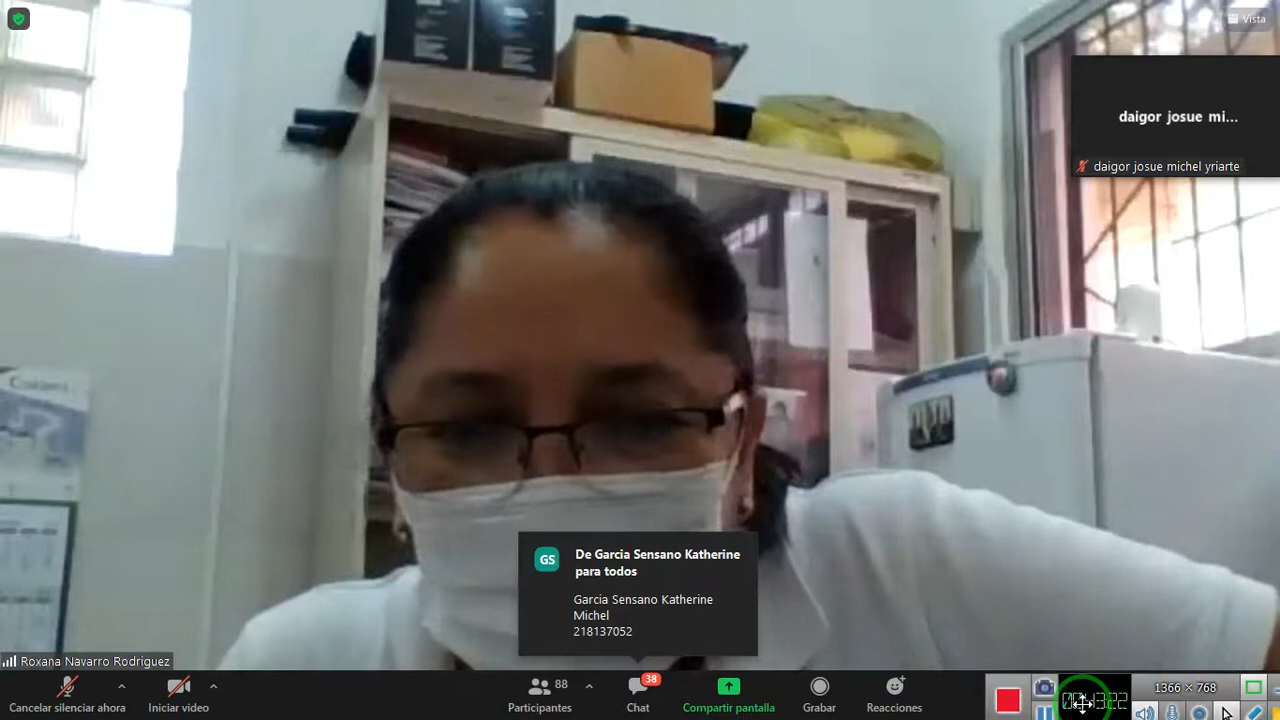 Vista
daigor josue mi...
daigor josue michel yriarte
De Garcia Sensano Katherine
para todos
GS
Garcia Sensano Katherine
Michel
218137052
Roxana Navarro Rodriguez
Cancelar silenciar ahora
Iniciar video
88
Participantes
38
Chat
Compartir pantalla
Grabar
Reacciones
1366 × 768